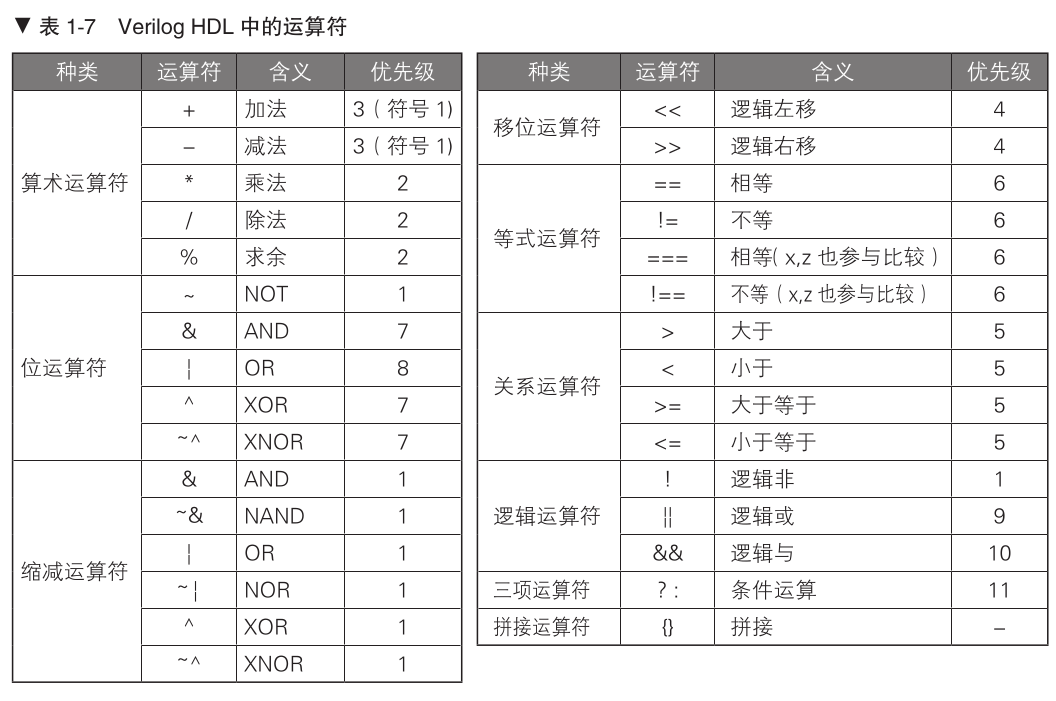 ▼ 表 1-7 Verilog HDL 中的运算符
种类 运算符 含义 优先级
算术运算符 + 加法 3（符号 1)
– 减法 3（符号 1)
* 乘法 2
/ 除法 2
% 求余 2
位运算符 ~ NOT 1
& AND 7
¦ OR 8
^ XOR 7
~^ XNOR 7
缩减运算符 & AND 1
~& NAND 1
¦ OR 1
~¦ NOR 1
^ XOR 1
~^ XNOR 1
种类 运算符 含义 优先级
移位运算符 << 逻辑左移 4
>> 逻辑右移 4
等式运算符 == 相等 6
!= 不等 6
=== 相等( x,z 也参与比较 ) 6
!== 不等（x,z 也参与比较） 6
关系运算符 > 大于 5
< 小于 5
>= 大于等于 5
<= 小于等于 5
逻辑运算符 ! 逻辑非 1
¦¦ 逻辑或 9
&& 逻辑与 10
三项运算符 ? : 条件运算 11
拼接运算符 {} 拼接 –